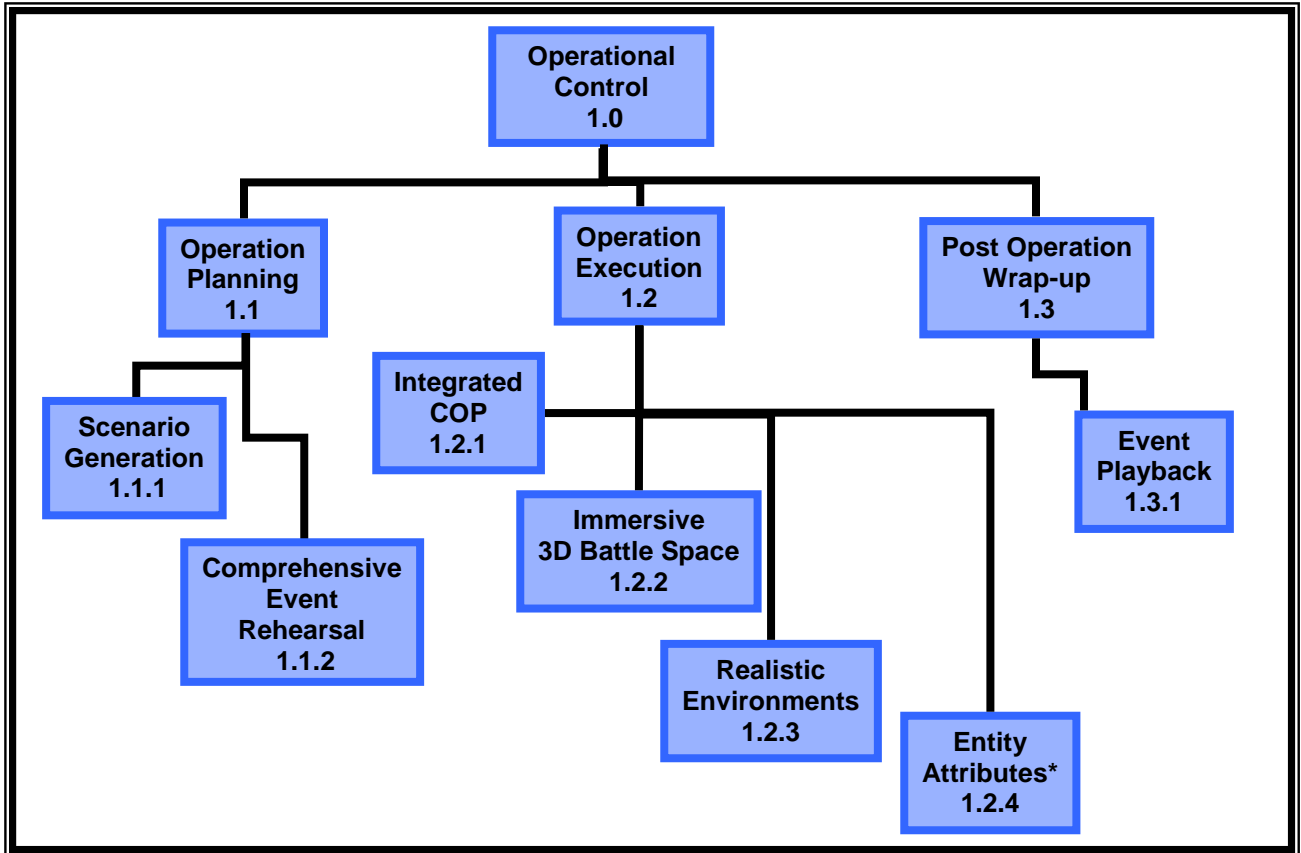 Operational
Control
1.0
Operation
Planning
1.1
Operation
Execution
1.2
Post Operation
Wrap-up
1.3
Scenario
Generation
1.1.1
Comprehensive
Event
Rehearsal
1.1.2
Integrated
COP
1.2.1
Immersive
3D Battle Space
1.2.2
Realistic
Environments
1.2.3
Entity
Attributes*
1.2.4
Event
Playback
1.3.1